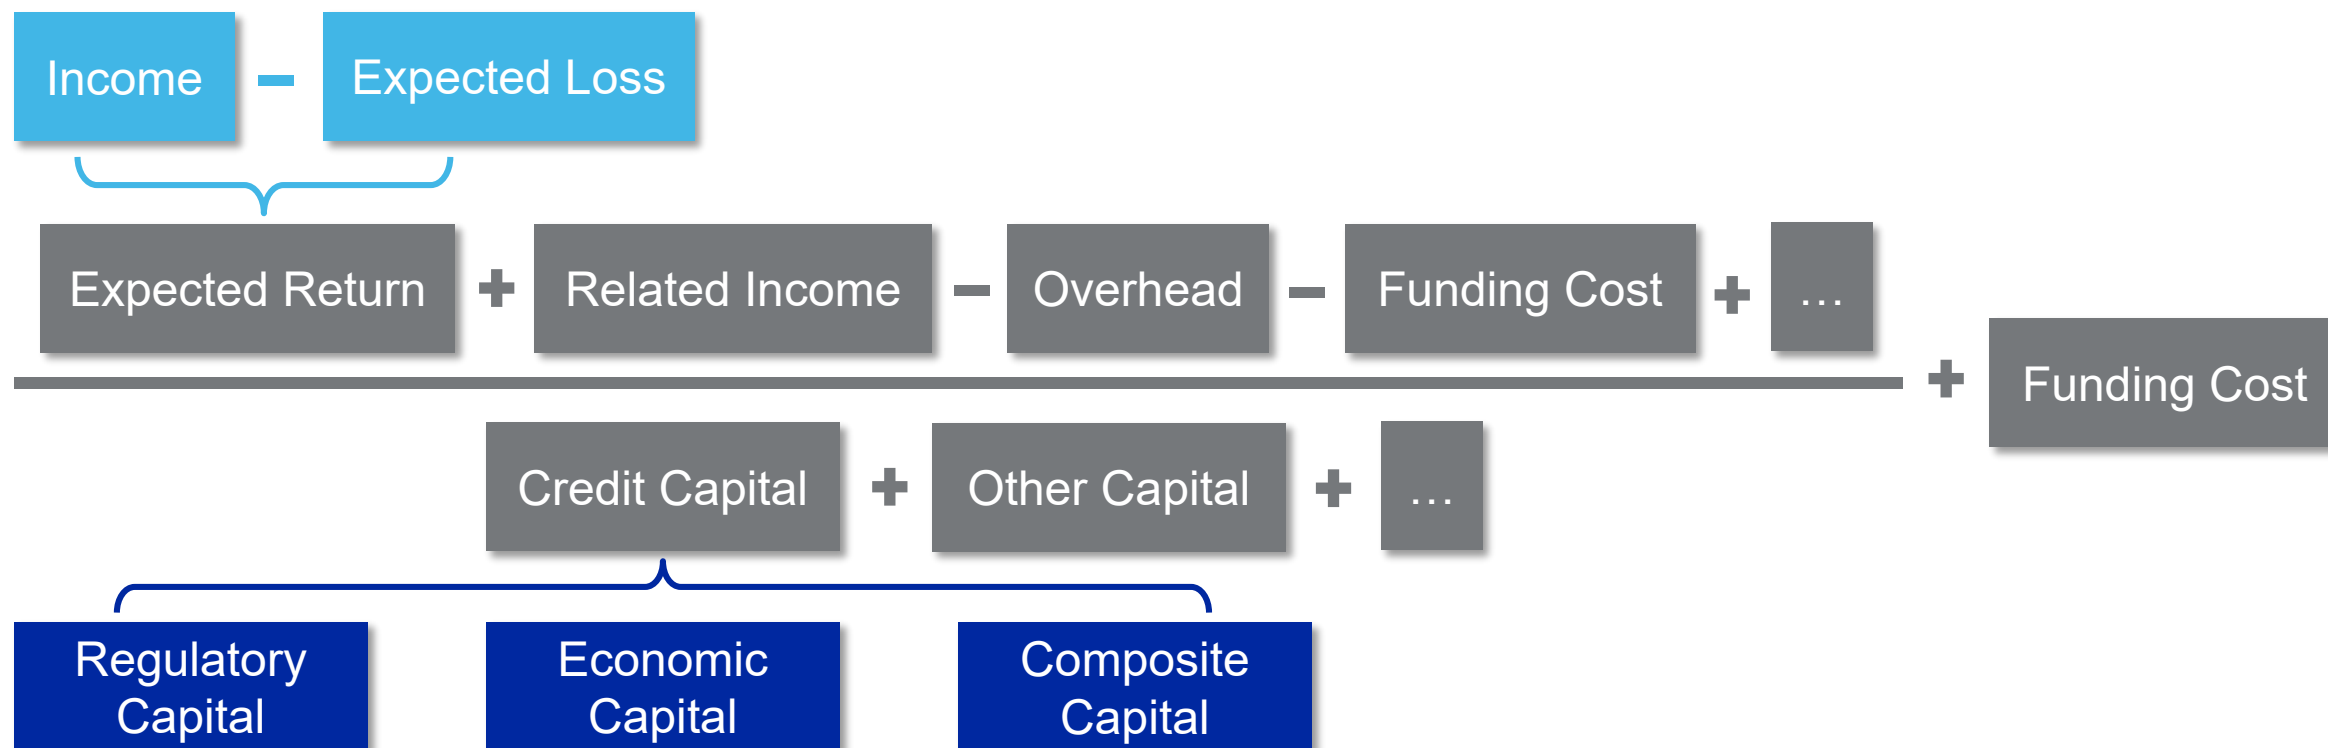 Income − Expected Loss
Expected Return + Related Income − Overhead − Funding Cost + …
+ Funding Cost
Credit Capital + Other Capital + …
Regulatory Capital
Economic Capital
Composite Capital